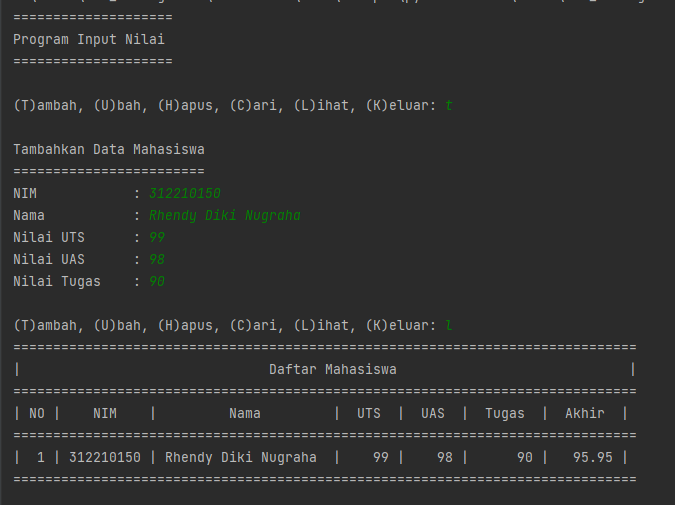 ====================
Program Input Nilai
====================
(T)ambah, (U)bah, (H)apus, (C)ari, (L)ihat, (K)eluar: t
Tambahkan Data Mahasiswa
========================
NIM            : 312210150
Nama           : Rhendy Diki Nugraha
Nilai UTS      : 99
Nilai UAS      : 98
Nilai Tugas    : 90
(T)ambah, (U)bah, (H)apus, (C)ari, (L)ihat, (K)eluar: l
==============================================================================
|                               Daftar Mahasiswa                             |
==============================================================================
| NO |    NIM    |         Nama         |  UTS  |  UAS  |  Tugas  |  Akhir  |
==============================================================================
|  1 | 312210150 | Rhendy Diki Nugraha  |    99 |    98 |      90 |   95.95 |
==============================================================================